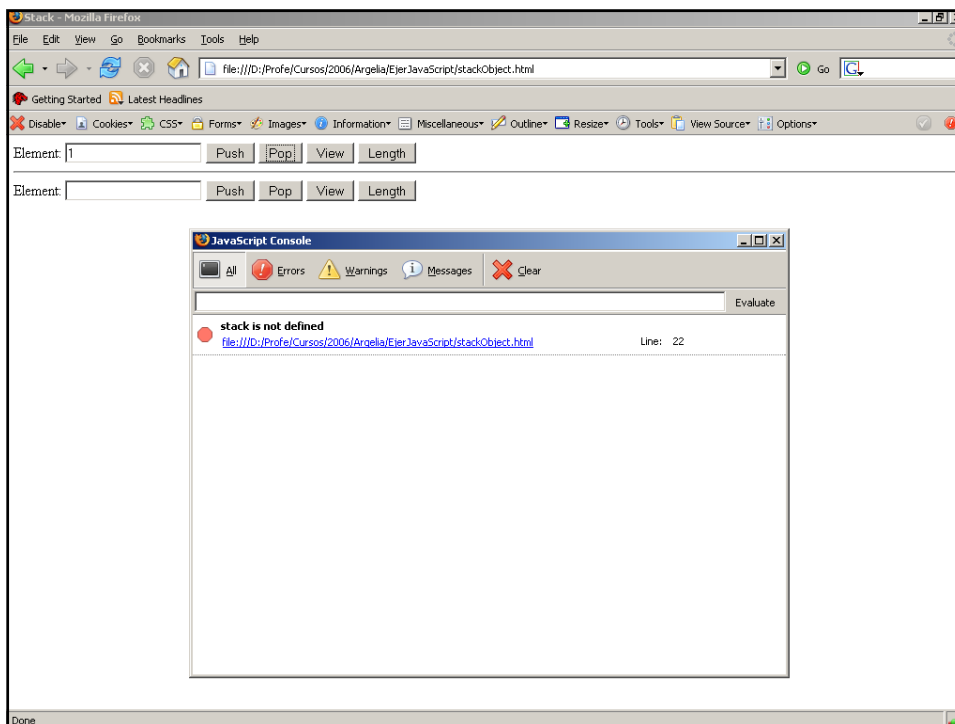 Stack - Mozilla Firefox
File Edit View Go Bookmarks Tools Help
file:///D:/Profe/Cursos/2006/Argelia/EjerJavaScript/stackObject.html Go G
Getting Started Latest Headlines
Disable Cookies CSS Forms Images Information Miscellaneous Outline Resize Tools View Source Options
Element: 1 Push Pop View Length
Element: Push Pop View Length
JavaScript Console
All Errors Warnings Messages Clear
Evaluate
stack is not defined
file:///D:/Profe/Cursos/2006/Argelia/EjerJavaScript/stackObject.html Line: 22
Done